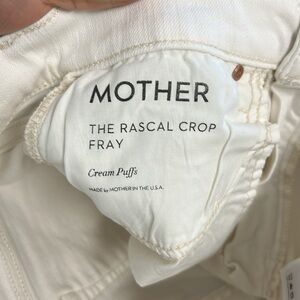 MOTHER
THE RASCAL CROP
FRAY
Cream Puffs
MADE by MOTHER IN THE U.S.A.